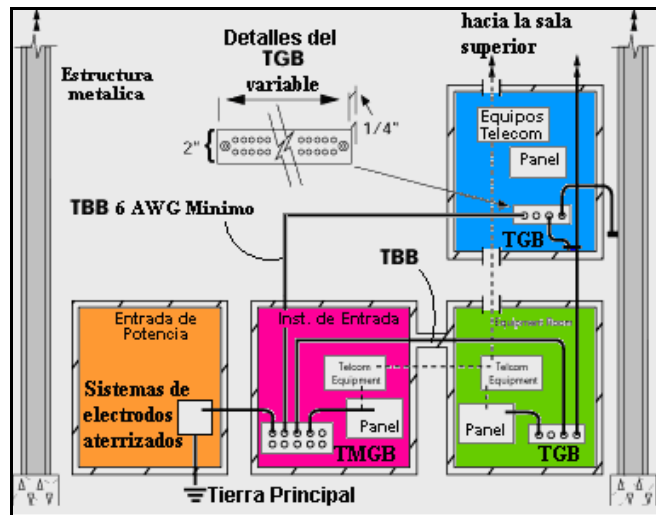 hacia la sala
superior
Detalles del
TGB
variable
Estructura
metalica
1/4"
2"
Equipos
Telecom
Panel
TBB 6 AWG Minimo
TGB
TBB
Entrada de
Potencia
Inst. de Entrada
Equipment Room
Telcom
Equipment
Telcom
Equipment
Sistemas de
electrodos
aterrizados
Panel
Panel
TMGB
TGB
Tierra Principal